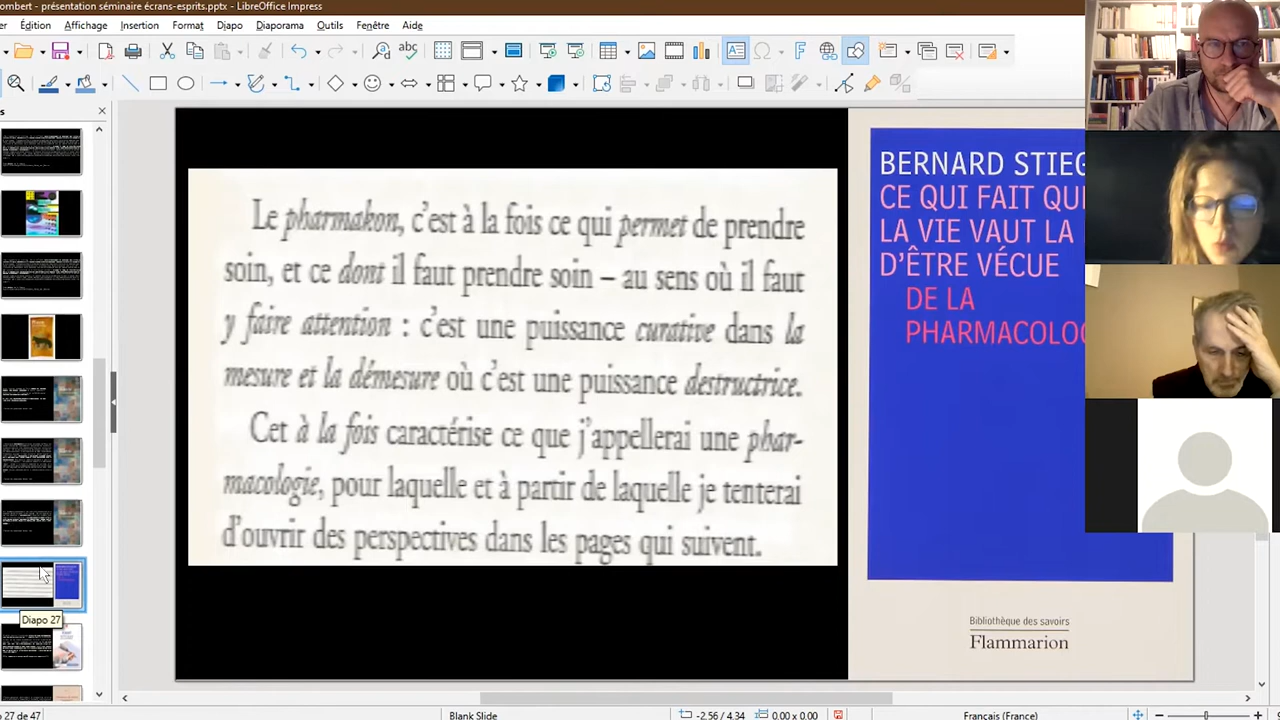 ombert - présentation séminaire écrans-esprits.pptx - LibreOffice Impress
Édition Affichage Insertion Format Diapo Diaporama Outils Fenêtre Aide
Le pharmakon, c'est à la fois ce qui permet de prendre
soin, et ce dont il faut prendre soin – au sens où il faut
y faire attention : c'est une puissance curative dans la
mesure et la démesure où c'est une puissance destructrice.
Cet à la fois caractérise ce que j'appellerai une phar-
macologie, pour laquelle et à partir de laquelle je tenterai
d'ouvrir des perspectives dans les pages qui suivent.
BERNARD STIEG
CE QUI FAIT QUE
LA VIE VAUT LA
D'ÊTRE VÉCUE
DE LA
PHARMACOLO
Bibliothèque des savoirs
Flammarion
Diapo 27
27 de 47
Blank Slide
-2.56 / 4.34
0.00 x 0.00
Français (France)